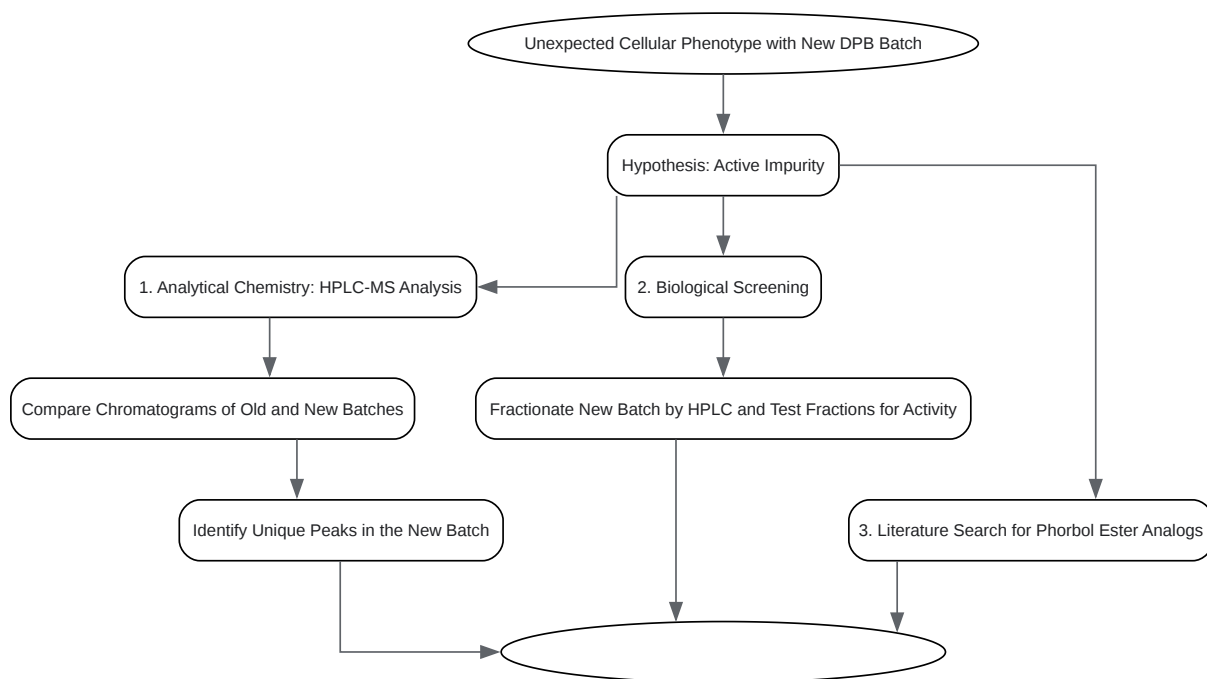 Unexpected Cellular Phenotype with New DPB Batch
Hypothesis: Active Impurity
1. Analytical Chemistry: HPLC-MS Analysis
2. Biological Screening
Compare Chromatograms of Old and New Batches
Fractionate New Batch by HPLC and Test Fractions for Activity
Identify Unique Peaks in the New Batch
3. Literature Search for Phorbol Ester Analogs